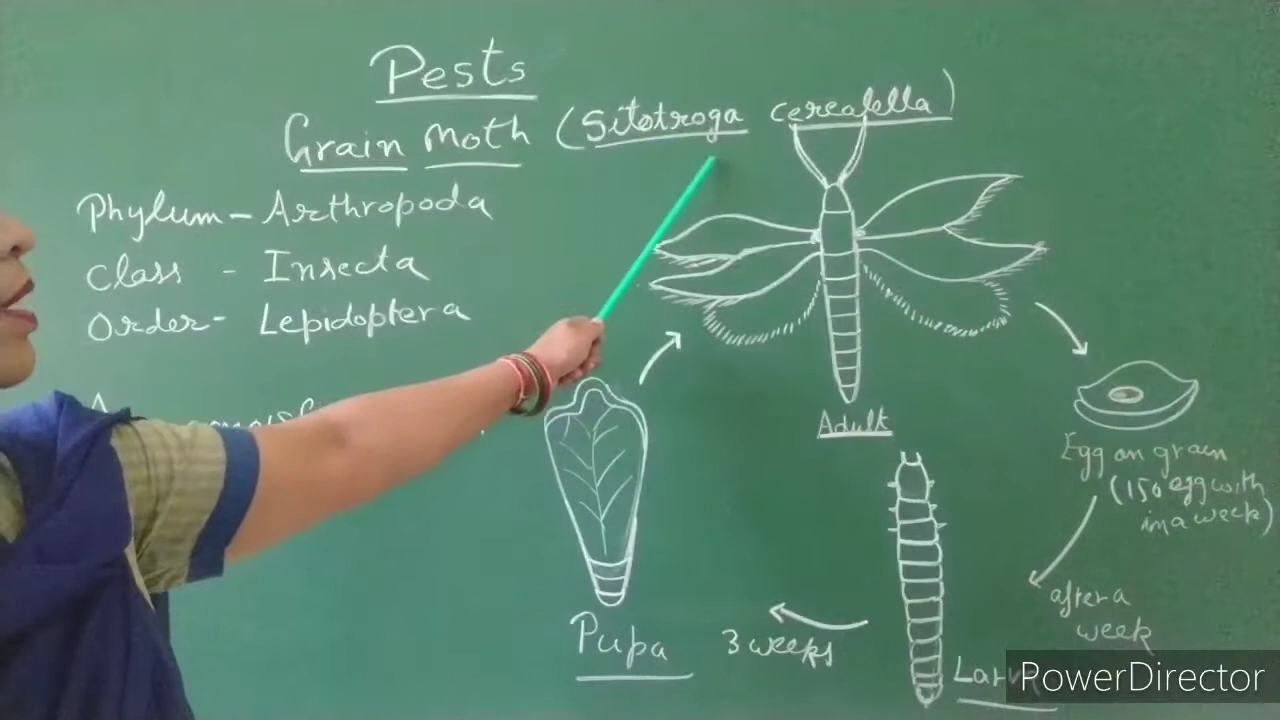 Pests
Grain moth (Sitotroga cerealella)
Phylum - Arthropoda
Class - Insecta
Order - Lepidoptera
Adult
Egg on grain
(150 egg with
in a week)
after a
week
Pupa
3 weeks
Larva
PowerDirector